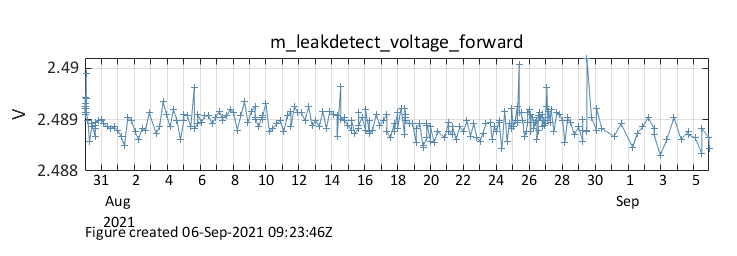 m_leakdetect_voltage_forward
2.49
2.489
2.488
V
31 2 4 6 8 10 12 14 16 18 20 22 24 26 28 30 1 3 5
Aug Sep
2021
Figure created 06-Sep-2021 09:23:46Z